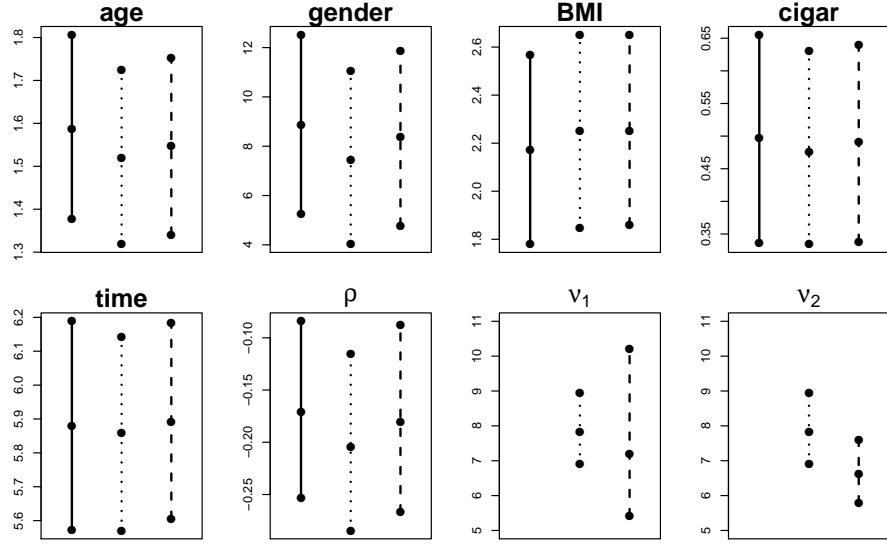 age gender BMI cigar
1.3 1.4 1.5 1.6 1.7 1.8
4 6 8 10 12
1.8 2.0 2.2 2.4 2.6
0.35 0.45 0.55 0.65
time ρ ν1 ν2
5.6 5.7 5.8 5.9 6.0 6.1 6.2
−0.25 −0.20 −0.15 −0.10
5 6 7 8 9 10 11
5 6 7 8 9 10 11